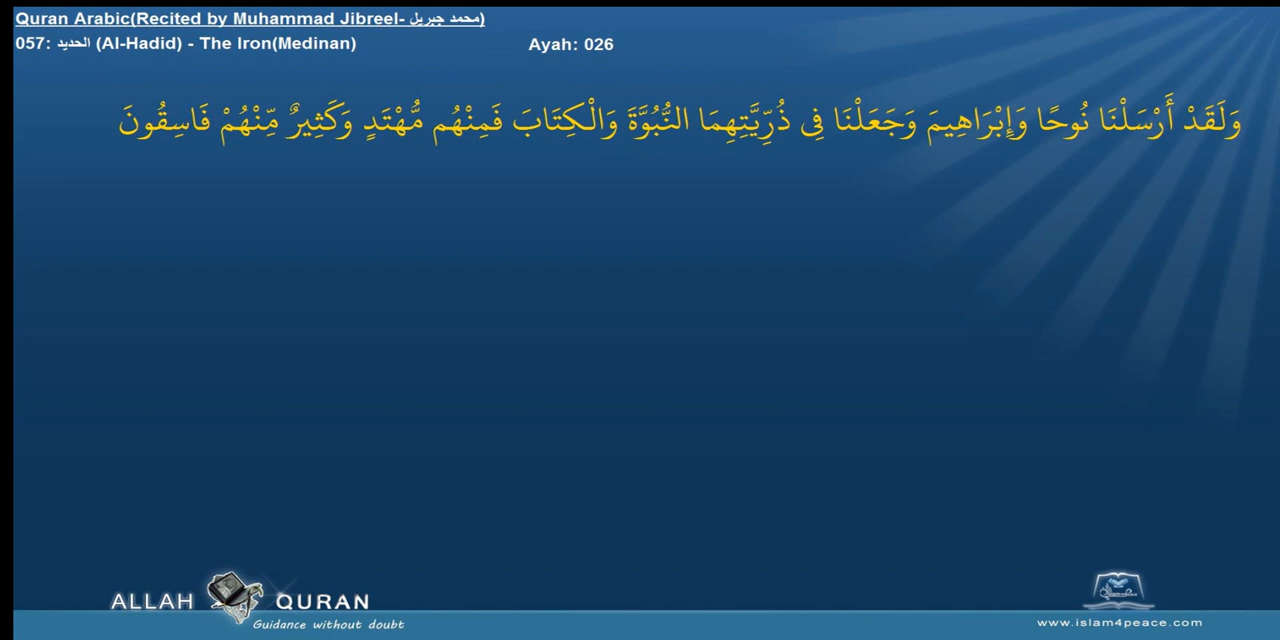 Quran Arabic(Recited by Muhammad Jibreel- محمد جبريل)
057: الحديد (Al-Hadid) - The Iron(Medinan)
Ayah: 026
وَلَقَدْ أَرْسَلْنَا نُوحًا وَإِبْرَاهِيمَ وَجَعَلْنَا فِى ذُرِّيَّتِهِمَا النُّبُوَّةَ وَالْكِتَابَ فَمِنْهُم مُّهْتَدٍ وَكَثِيرٌ مِّنْهُمْ فَاسِقُونَ
ALLAH QURAN
Guidance without doubt
www.islam4peace.com